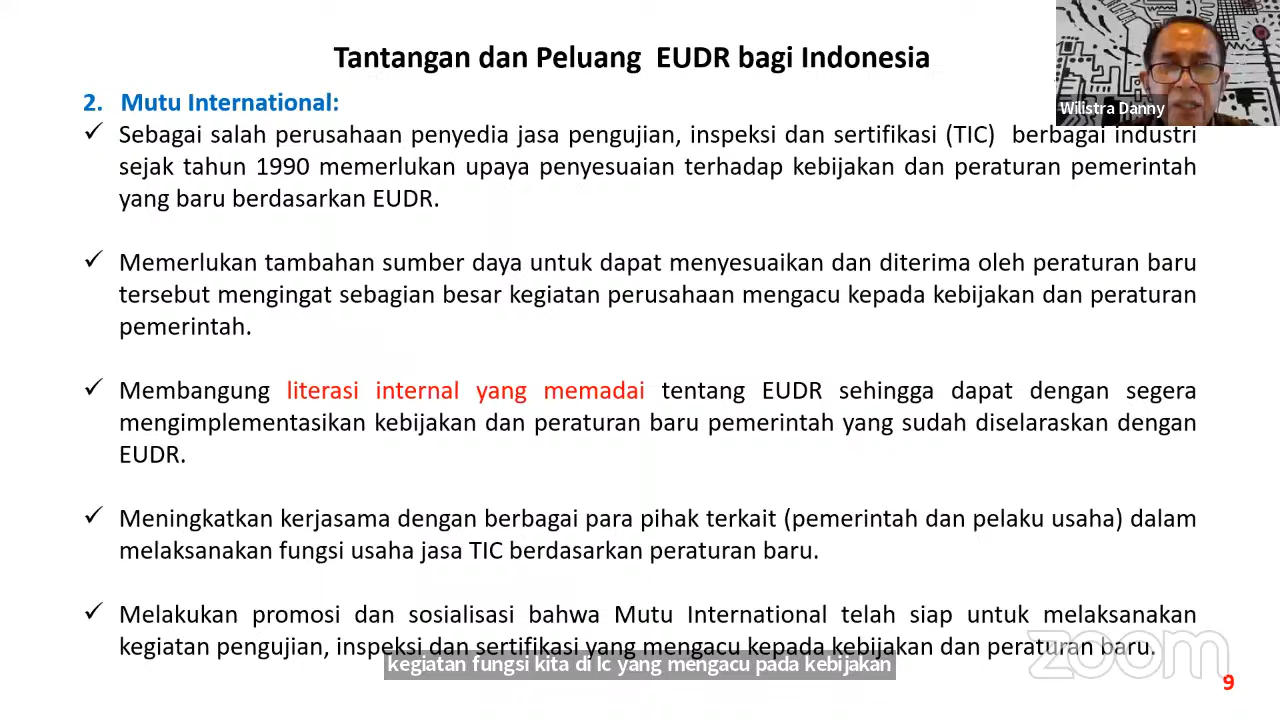 Tantangan dan Peluang EUDR bagi Indonesia
Wilistra Danny
2. Mutu International:
✓ Sebagai salah perusahaan penyedia jasa pengujian, inspeksi dan sertifikasi (TIC) berbagai industri
sejak tahun 1990 memerlukan upaya penyesuaian terhadap kebijakan dan peraturan pemerintah
yang baru berdasarkan EUDR.
✓ Memerlukan tambahan sumber daya untuk dapat menyesuaikan dan diterima oleh peraturan baru
tersebut mengingat sebagian besar kegiatan perusahaan mengacu kepada kebijakan dan peraturan
pemerintah.
✓ Membangung literasi internal yang memadai tentang EUDR sehingga dapat dengan segera
mengimplementasikan kebijakan dan peraturan baru pemerintah yang sudah diselaraskan dengan
EUDR.
✓ Meningkatkan kerjasama dengan berbagai para pihak terkait (pemerintah dan pelaku usaha) dalam
melaksanakan fungsi usaha jasa TIC berdasarkan peraturan baru.
✓ Melakukan promosi dan sosialisasi bahwa Mutu International telah siap untuk melaksanakan
kegiatan pengujian, inspeksi dan sertifikasi yang mengacu kepada kebijakan dan peraturan baru.
kegiatan fungsi kita di Ic yang mengacu pada kebijakan
zoom
9